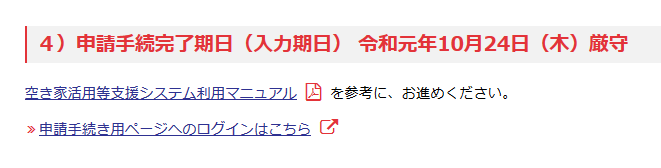 ４）申請手続完了期日（入力期日） 令和元年10月24日（木）厳守
空き家活用等支援システム利用マニュアル を参考に、お進めください。
» 申請手続き用ページへのログインはこちら